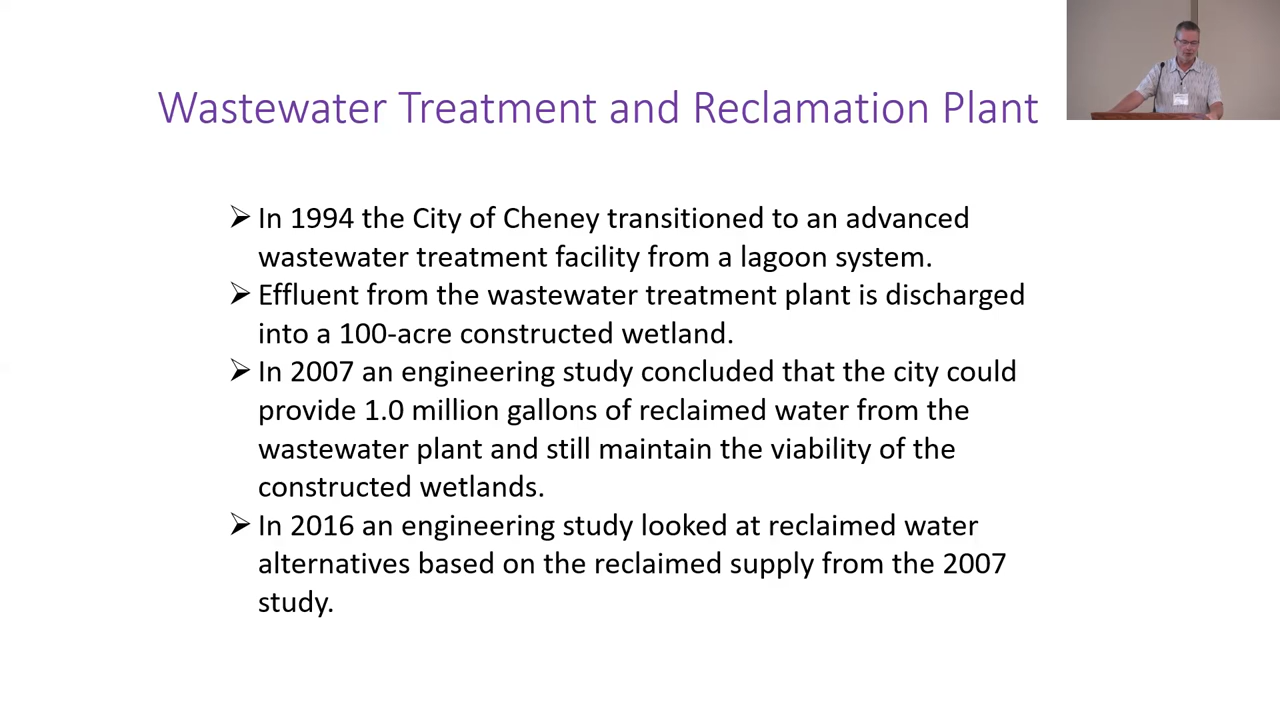 Wastewater Treatment and Reclamation Plant
In 1994 the City of Cheney transitioned to an advanced
wastewater treatment facility from a lagoon system.
Effluent from the wastewater treatment plant is discharged
into a 100-acre constructed wetland.
In 2007 an engineering study concluded that the city could
provide 1.0 million gallons of reclaimed water from the
wastewater plant and still maintain the viability of the
constructed wetlands.
In 2016 an engineering study looked at reclaimed water
alternatives based on the reclaimed supply from the 2007
study.